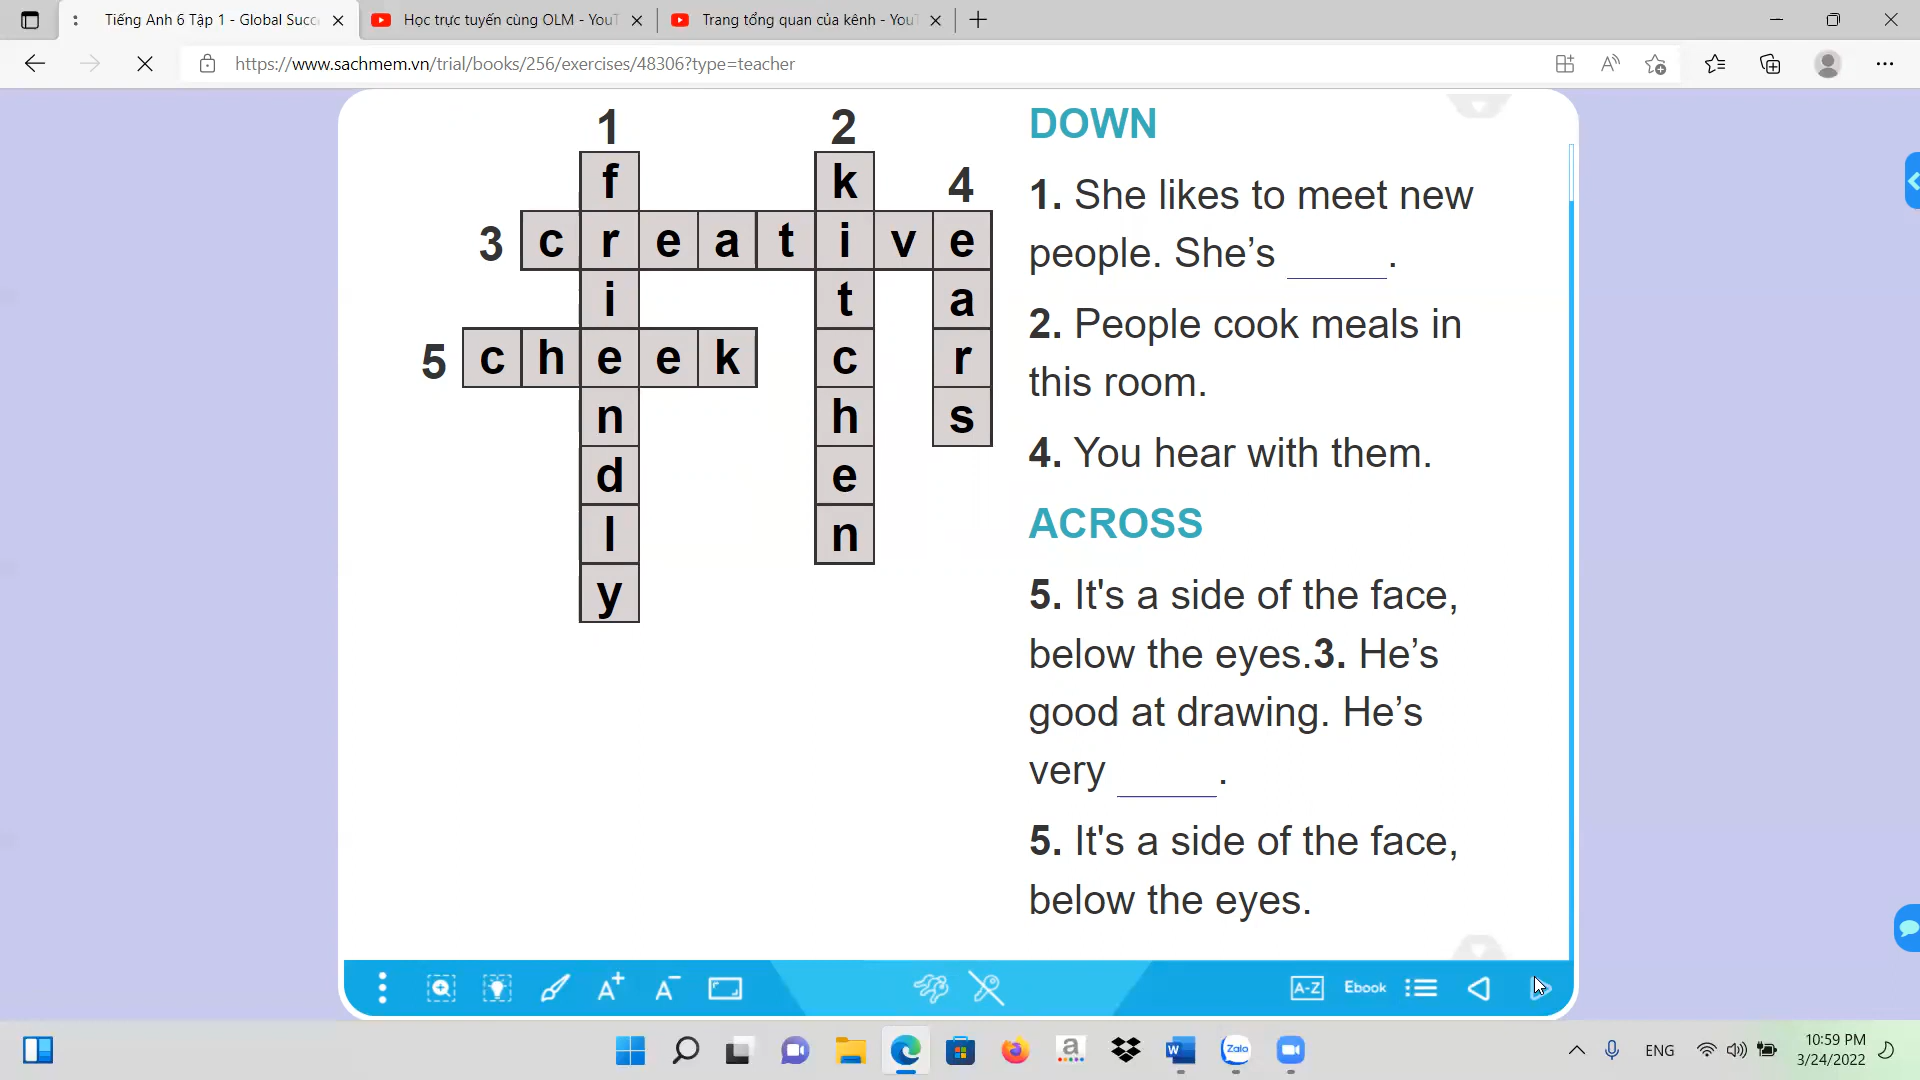 Tiếng Anh 6 Tập 1 - Global Succ
Học trực tuyến cùng OLM - YouT
Trang tổng quan của kênh - YouT
https://www.sachmem.vn/trial/books/256/exercises/48306?type=teacher
1
2
f
k
4
3 c r e a t i v e
i
t
a
5 c h e e k
c
r
n
h
s
d
e
l
n
y
DOWN
1. She likes to meet new
people. She’s _____.
2. People cook meals in
this room.
4. You hear with them.
ACROSS
5. It's a side of the face,
below the eyes.3. He’s
good at drawing. He’s
very _____.
5. It's a side of the face,
below the eyes.
A+
A-
A-Z
Ebook
a
W
Zalo
ENG
10:59 PM
3/24/2022